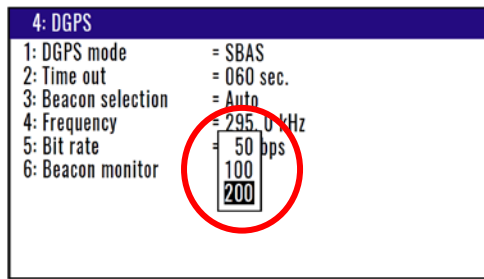 4: DGPS
1: DGPS mode = SBAS
2: Time out = 060 sec.
3: Beacon selection = Auto
4: Frequency = 295. 0 kHz
5: Bit rate = 50 bps
6: Beacon monitor 100
200